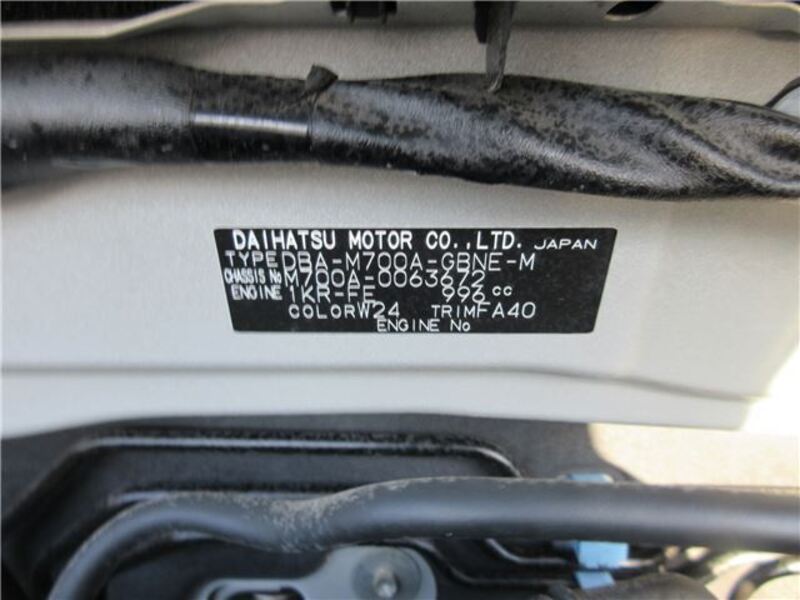 DAIHATSU MOTOR CO.,LTD. JAPAN
TYPE DBA-M700A-GBNE-M
CHASSIS No M700A-0063672
ENGINE 1KR-FE 996 cc
COLOR W24 TRIM FA40
ENGINE No